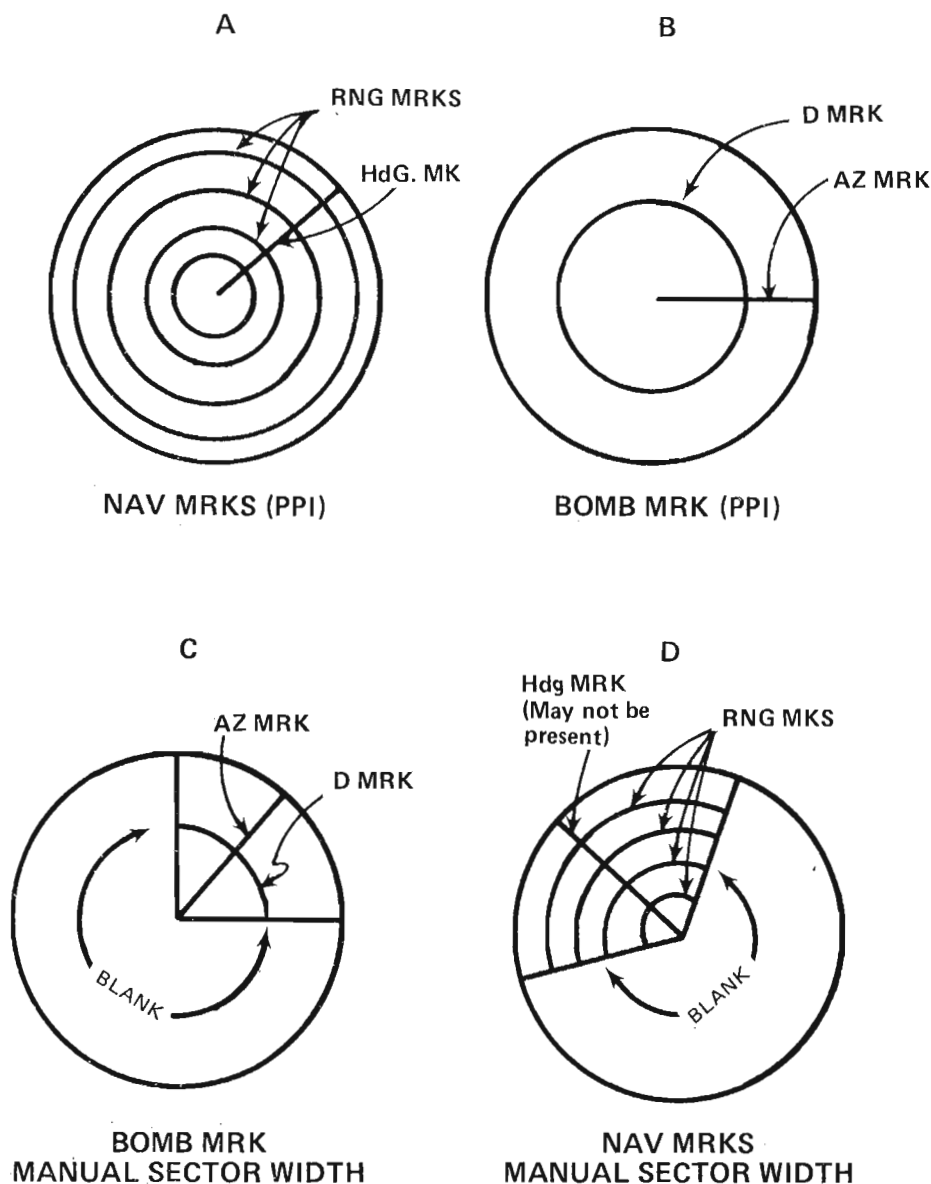 A
RNG MRKS
HdG. MK
NAV MRKS (PPI)
B
D MRK
AZ MRK
BOMB MRK (PPI)
C
AZ MRK
D MRK
BLANK
BOMB MRK
MANUAL SECTOR WIDTH
D
Hdg MRK
(May not be
present)
RNG MKS
BLANK
NAV MRKS
MANUAL SECTOR WIDTH